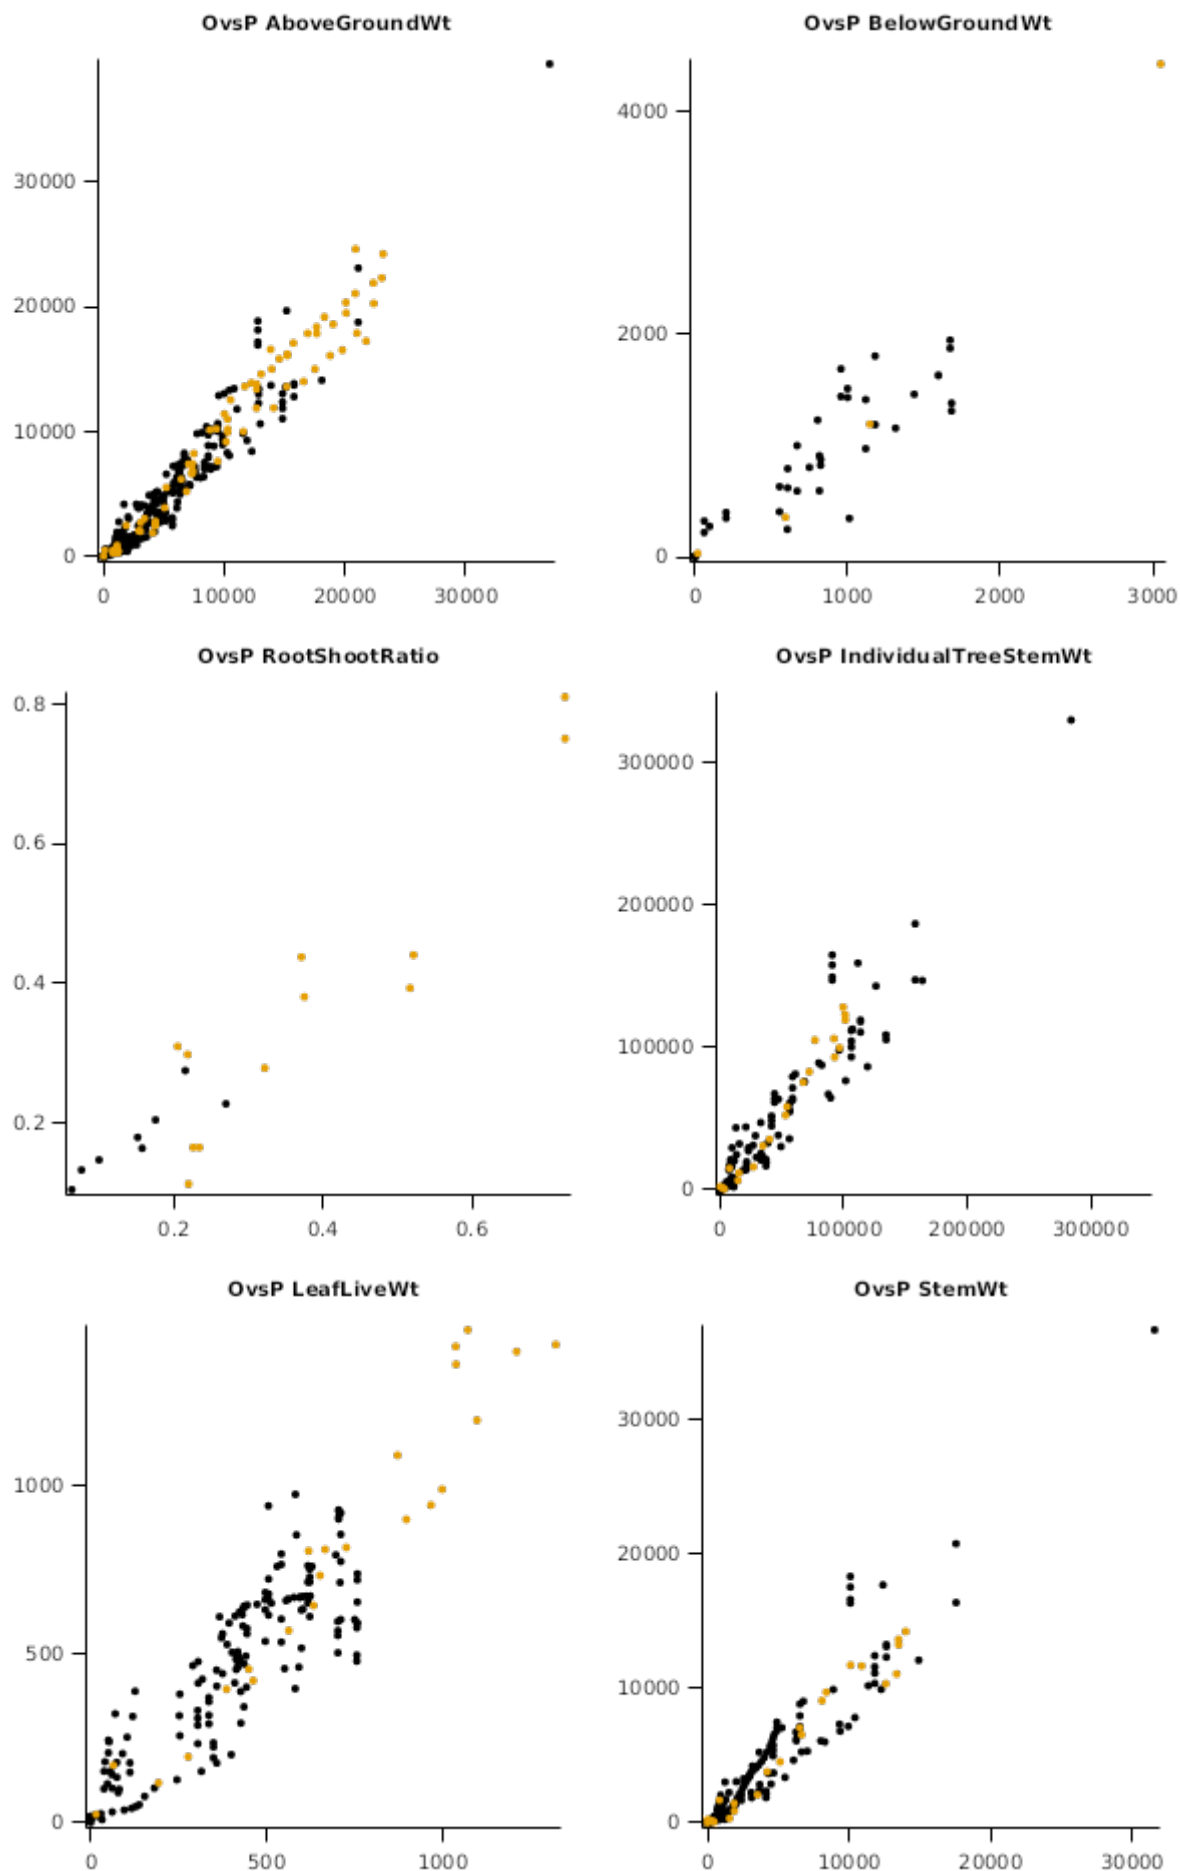 OvsP AboveGroundWt
30000
20000
10000
0
0 10000 20000 30000
OvsP BelowGroundWt
4000
2000
0
0 1000 2000 3000
OvsP RootShootRatio
0.8
0.6
0.4
0.2
0.2 0.4 0.6
OvsP IndividualTreeStemWt
300000
200000
100000
0
0 100000 200000 300000
OvsP LeafLiveWt
1000
500
0
0 500 1000
OvsP StemWt
30000
20000
10000
0
0 10000 20000 30000